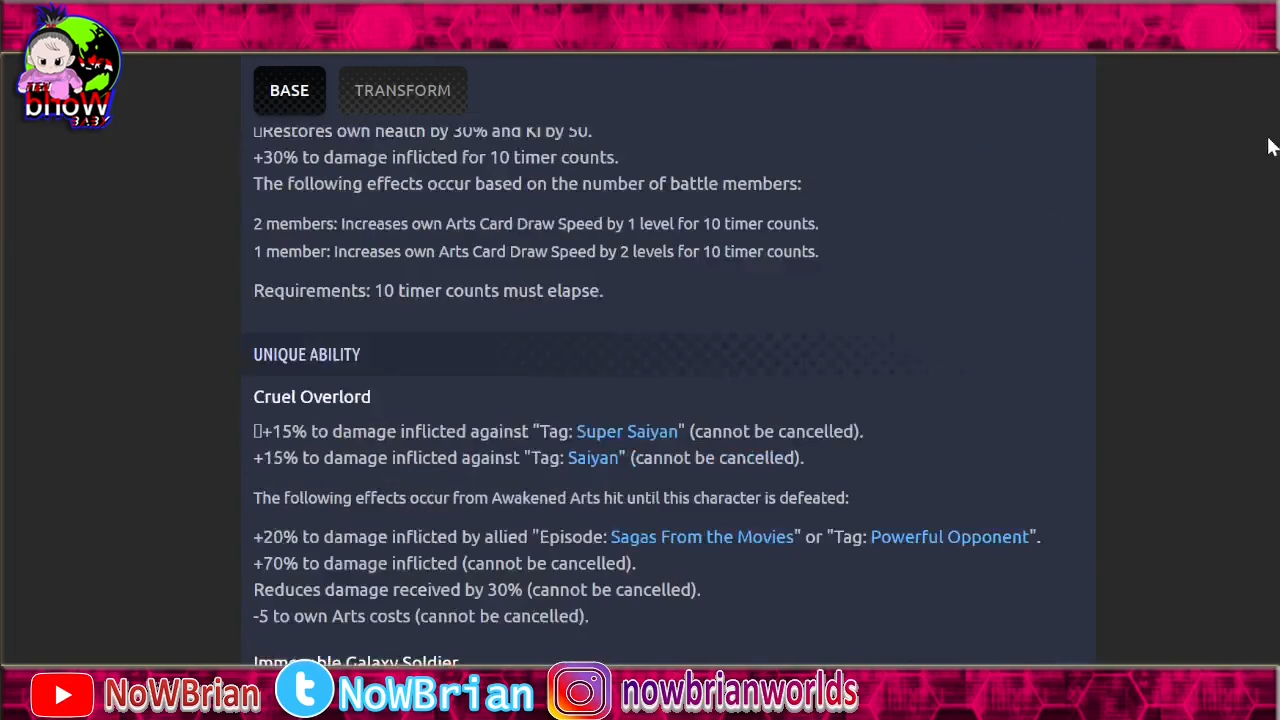 bhoW
BABY
BASE
TRANSFORM
Restores own health by 30% and Ki by 50.
+30% to damage inflicted for 10 timer counts.
The following effects occur based on the number of battle members:
2 members: Increases own Arts Card Draw Speed by 1 level for 10 timer counts.
1 member: Increases own Arts Card Draw Speed by 2 levels for 10 timer counts.
Requirements: 10 timer counts must elapse.
UNIQUE ABILITY
Cruel Overlord
+15% to damage inflicted against "Tag: Super Saiyan" (cannot be cancelled).
+15% to damage inflicted against "Tag: Saiyan" (cannot be cancelled).
The following effects occur from Awakened Arts hit until this character is defeated:
+20% to damage inflicted by allied "Episode: Sagas From the Movies" or "Tag: Powerful Opponent".
+70% to damage inflicted (cannot be cancelled).
Reduces damage received by 30% (cannot be cancelled).
-5 to own Arts costs (cannot be cancelled).
Galaxy Soldier
NoWBrian
NoWBrian
nowbrianworlds